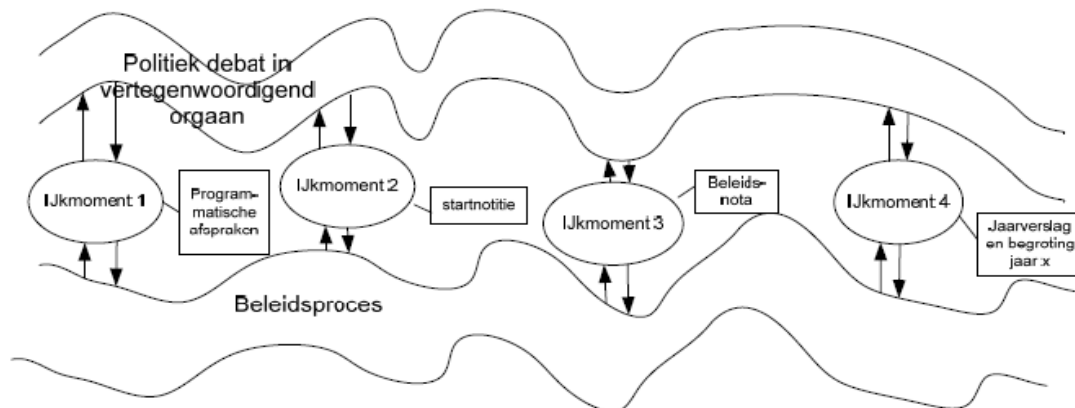 Politiek debat in
vertegenwoordigend
orgaan
IJkmoment 1
Program-
matische
afspraken
IJkmoment 2
startnotitie
IJkmoment 3
Beleids-
nota
IJkmoment 4
Jaarverslag
en begroting
jaar x
Beleidsproces